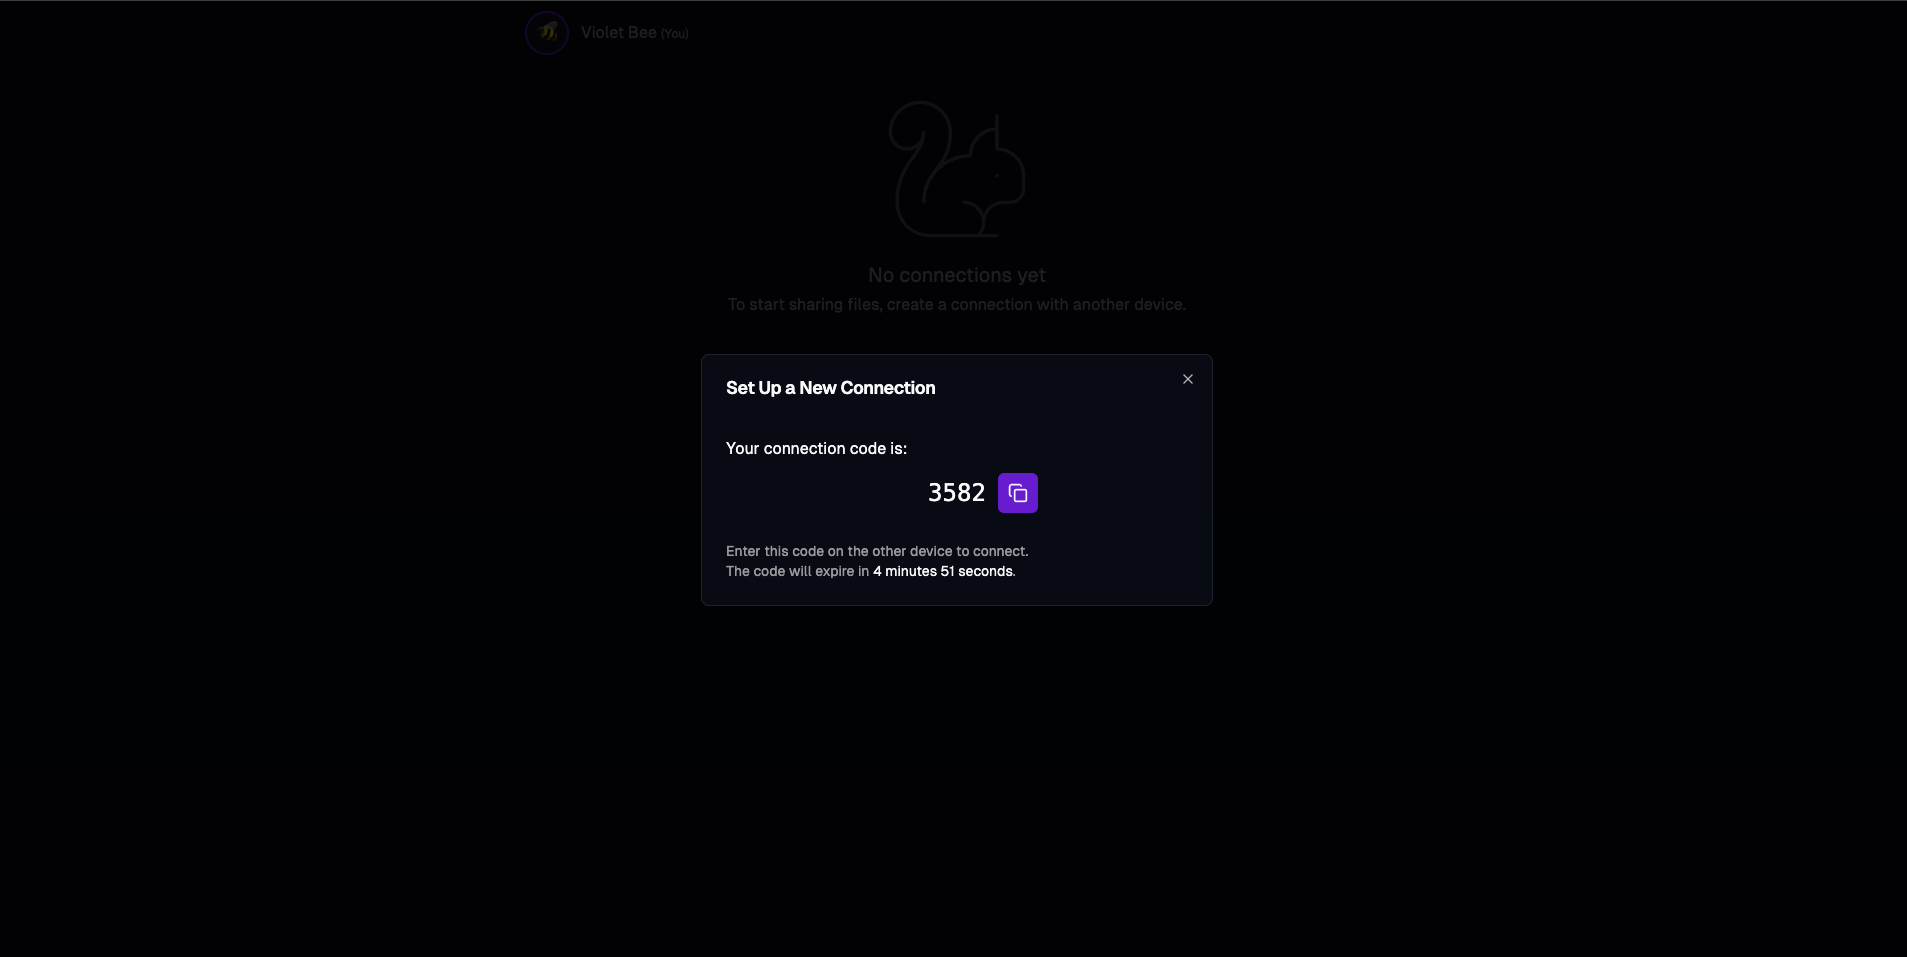 Violet Bee (You)
No connections yet
To start sharing files, create a connection with another device.
Set Up a New Connection
Your connection code is:
3582
Enter this code on the other device to connect.
The code will expire in 4 minutes 51 seconds.